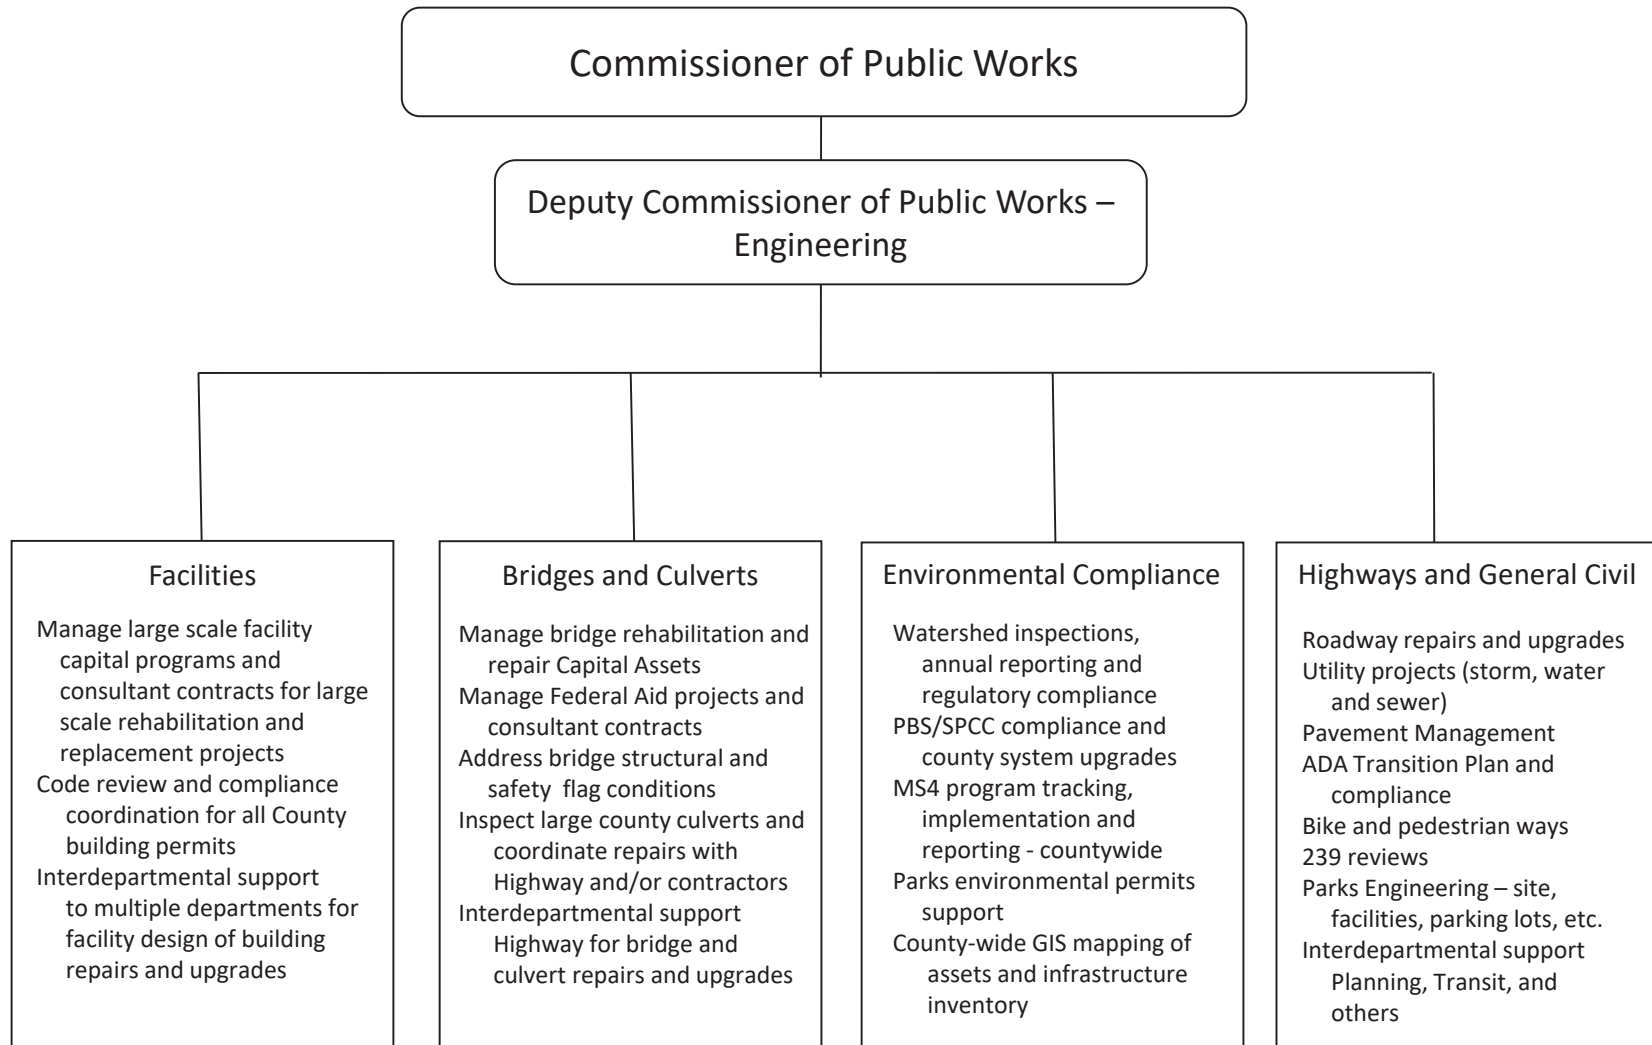 Commissioner of Public Works
Deputy Commissioner of Public Works –
Engineering
Facilities
Manage large scale facility
capital programs and
consultant contracts for large
scale rehabilitation and
replacement projects
Code review and compliance
coordination for all County
building permits
Interdepartmental support
to multiple departments for
facility design of building
repairs and upgrades
Bridges and Culverts
Manage bridge rehabilitation and
repair Capital Assets
Manage Federal Aid projects and
consultant contracts
Address bridge structural and
safety flag conditions
Inspect large county culverts and
coordinate repairs with
Highway and/or contractors
Interdepartmental support
Highway for bridge and
culvert repairs and upgrades
Environmental Compliance
Watershed inspections,
annual reporting and
regulatory compliance
PBS/SPCC compliance and
county system upgrades
MS4 program tracking,
implementation and
reporting - countywide
Parks environmental permits
support
County-wide GIS mapping of
assets and infrastructure
inventory
Highways and General Civil
Roadway repairs and upgrades
Utility projects (storm, water
and sewer)
Pavement Management
ADA Transition Plan and
compliance
Bike and pedestrian ways
239 reviews
Parks Engineering – site,
facilities, parking lots, etc.
Interdepartmental support
Planning, Transit, and
others